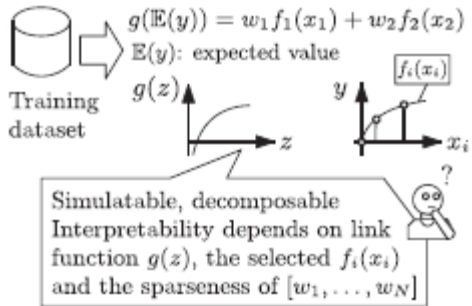 g(𝔼(y)) = w₁f₁(x₁) + w₂f₂(x₂)
𝔼(y): expected value
Training
dataset
g(z)
z
y
fᵢ(xᵢ)
xᵢ
?
Simulatable, decomposable
Interpretability depends on link
function g(z), the selected fᵢ(xᵢ)
and the sparseness of [w₁, . . . , w_N]